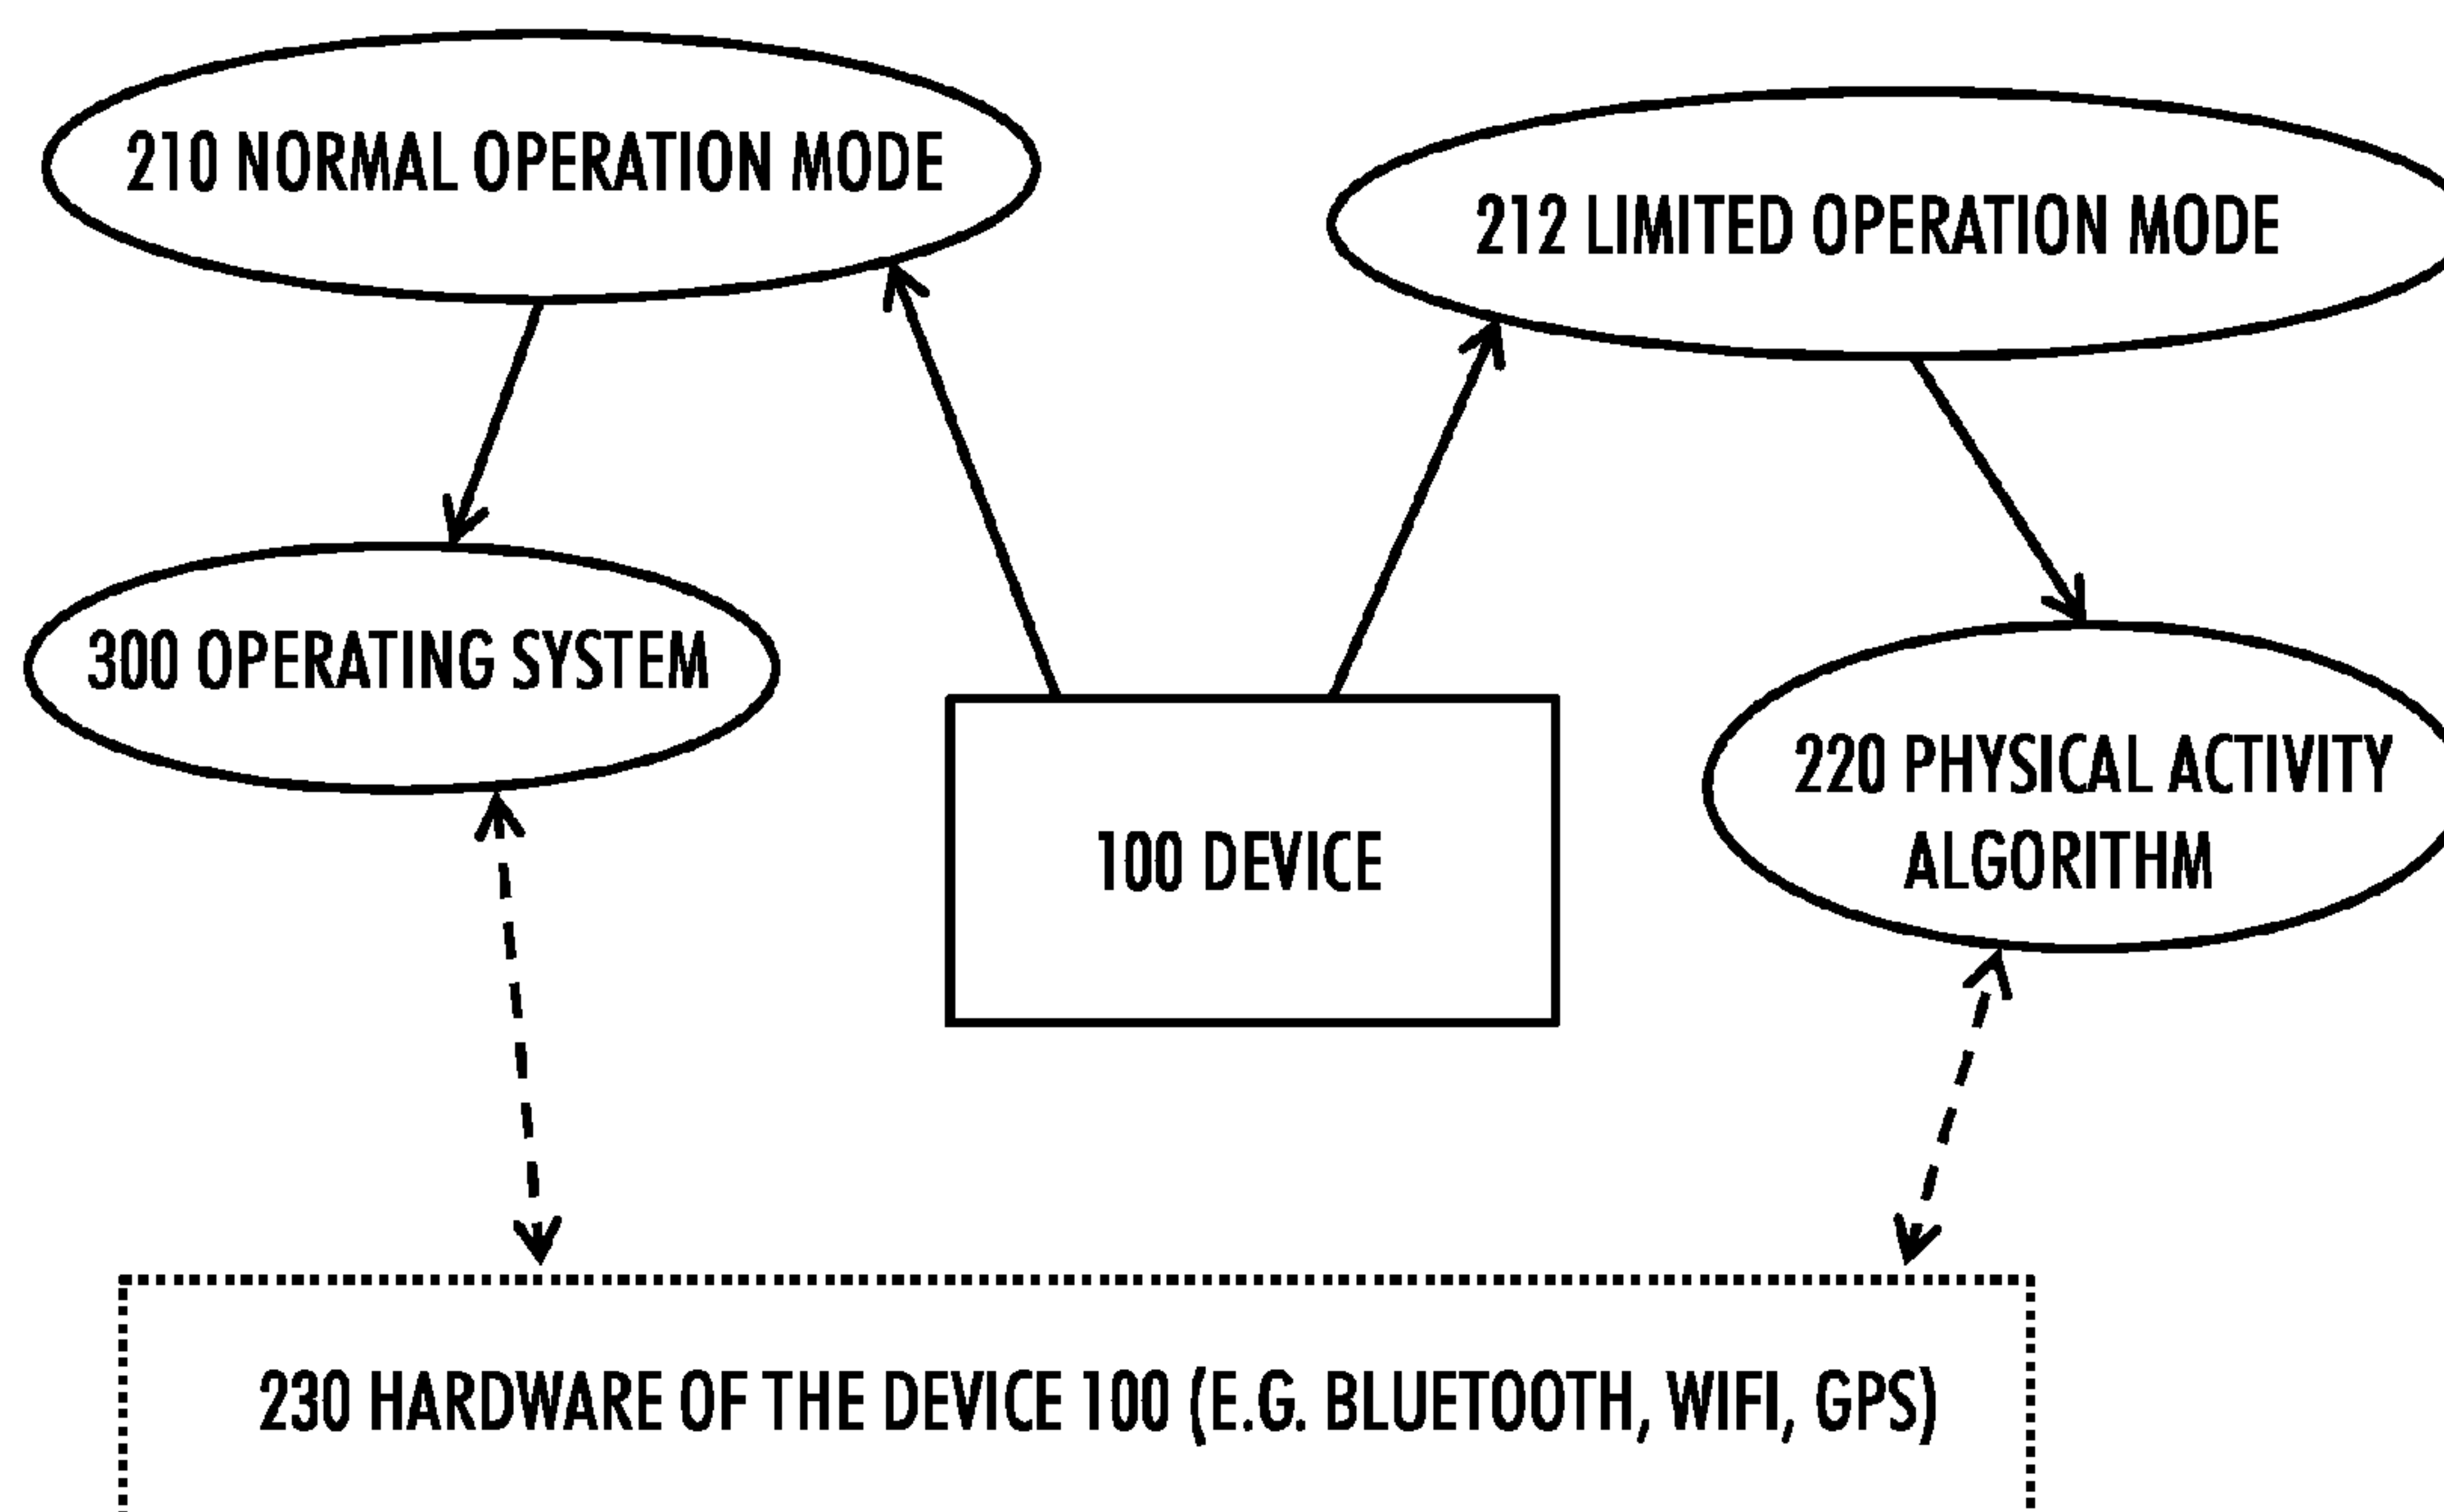 210 NORMAL OPERATION MODE
212 LIMITED OPERATION MODE
300 OPERATING SYSTEM
220 PHYSICAL ACTIVITY
ALGORITHM
100 DEVICE
230 HARDWARE OF THE DEVICE 100 (E.G. BLUETOOTH, WIFI, GPS)